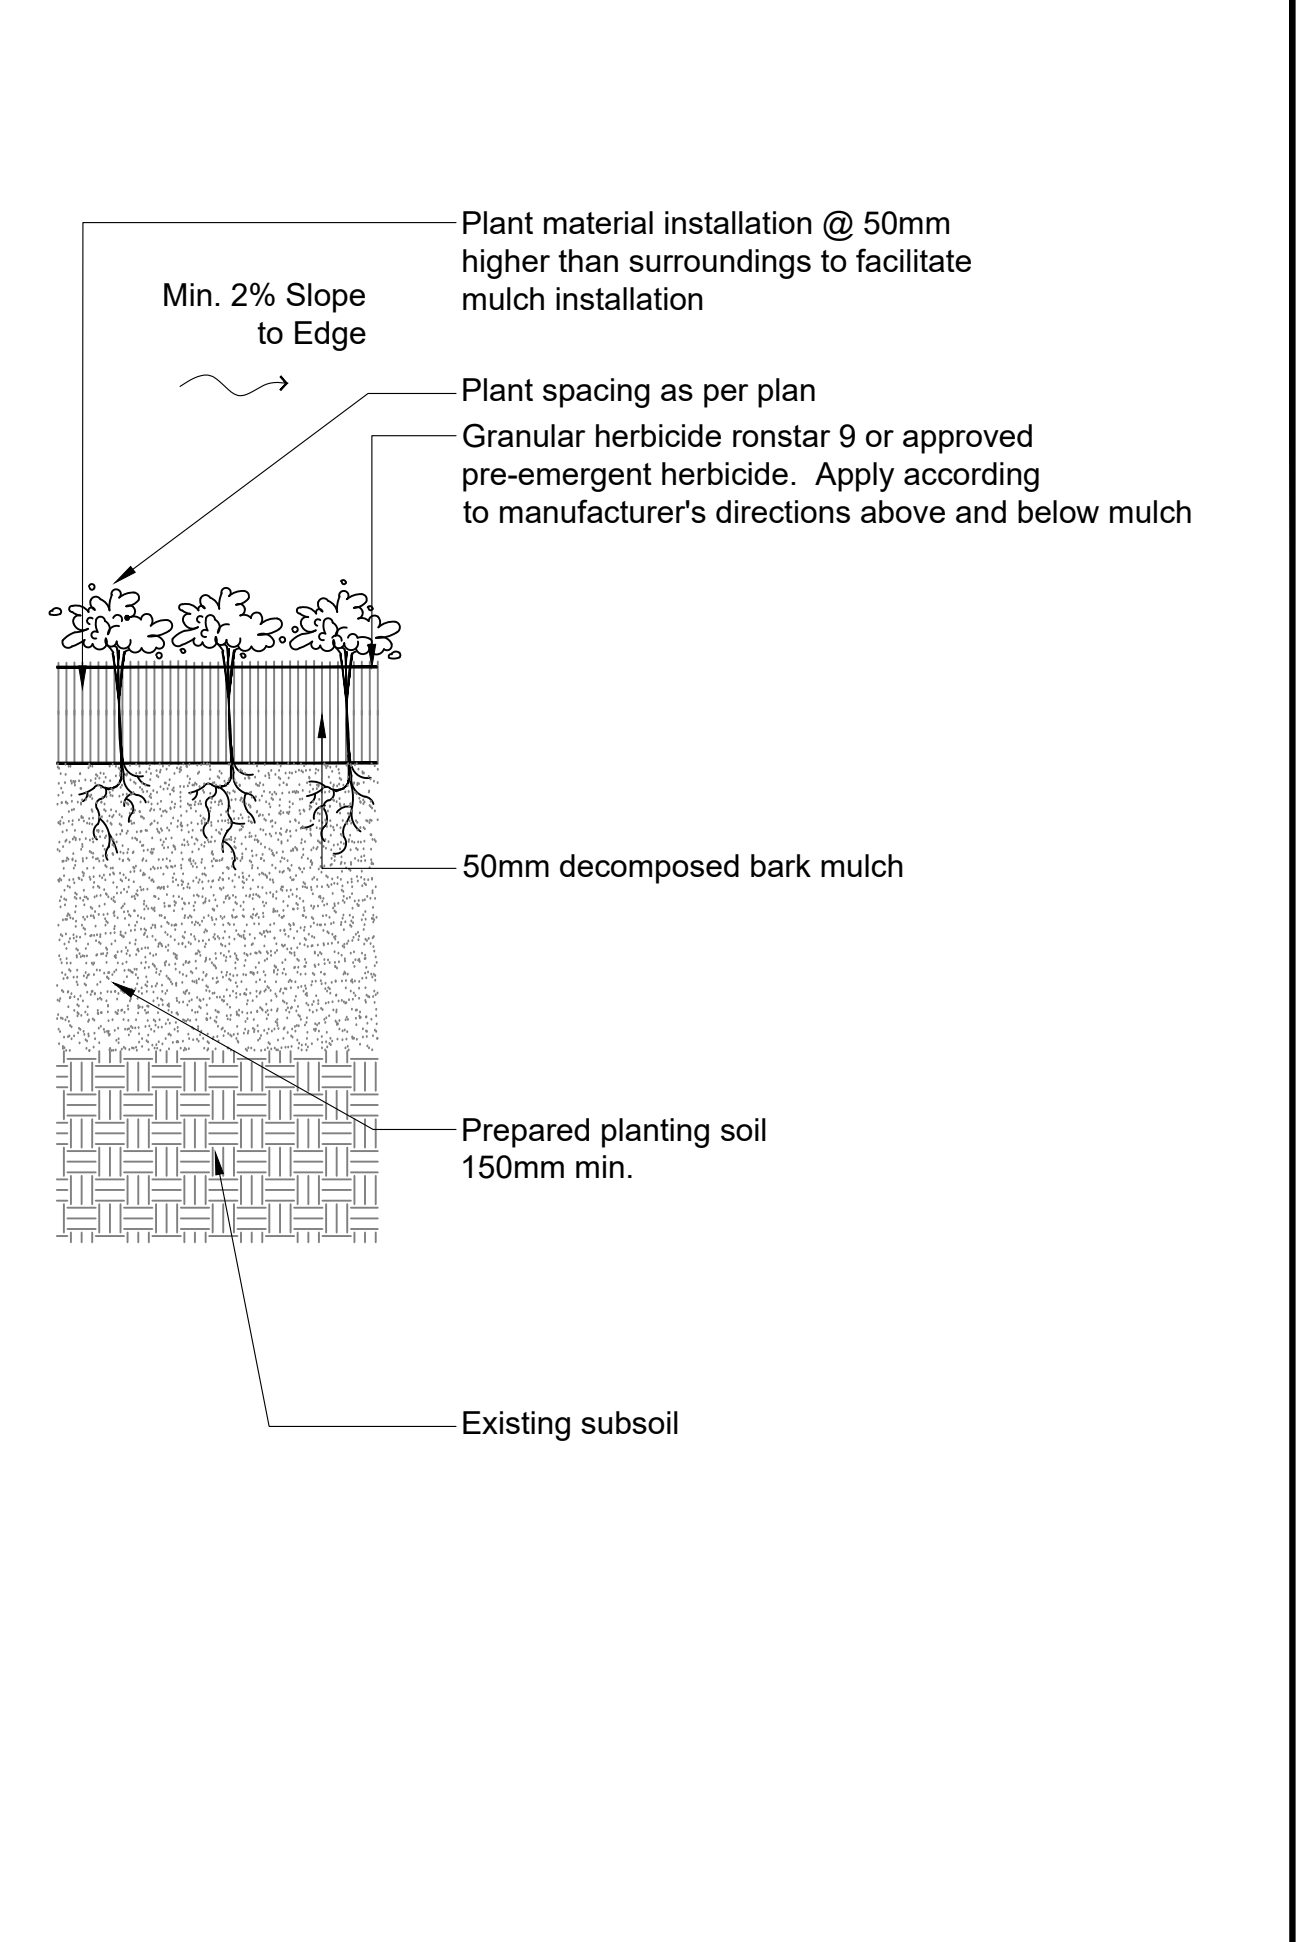 Plant material installation @ 50mm
higher than surroundings to facilitate
mulch installation
Min. 2% Slope
to Edge
Plant spacing as per plan
Granular herbicide ronstar 9 or approved
pre-emergent herbicide.  Apply according
to manufacturer's directions above and below mulch
50mm decomposed bark mulch
Prepared planting soil
150mm min.
Existing subsoil